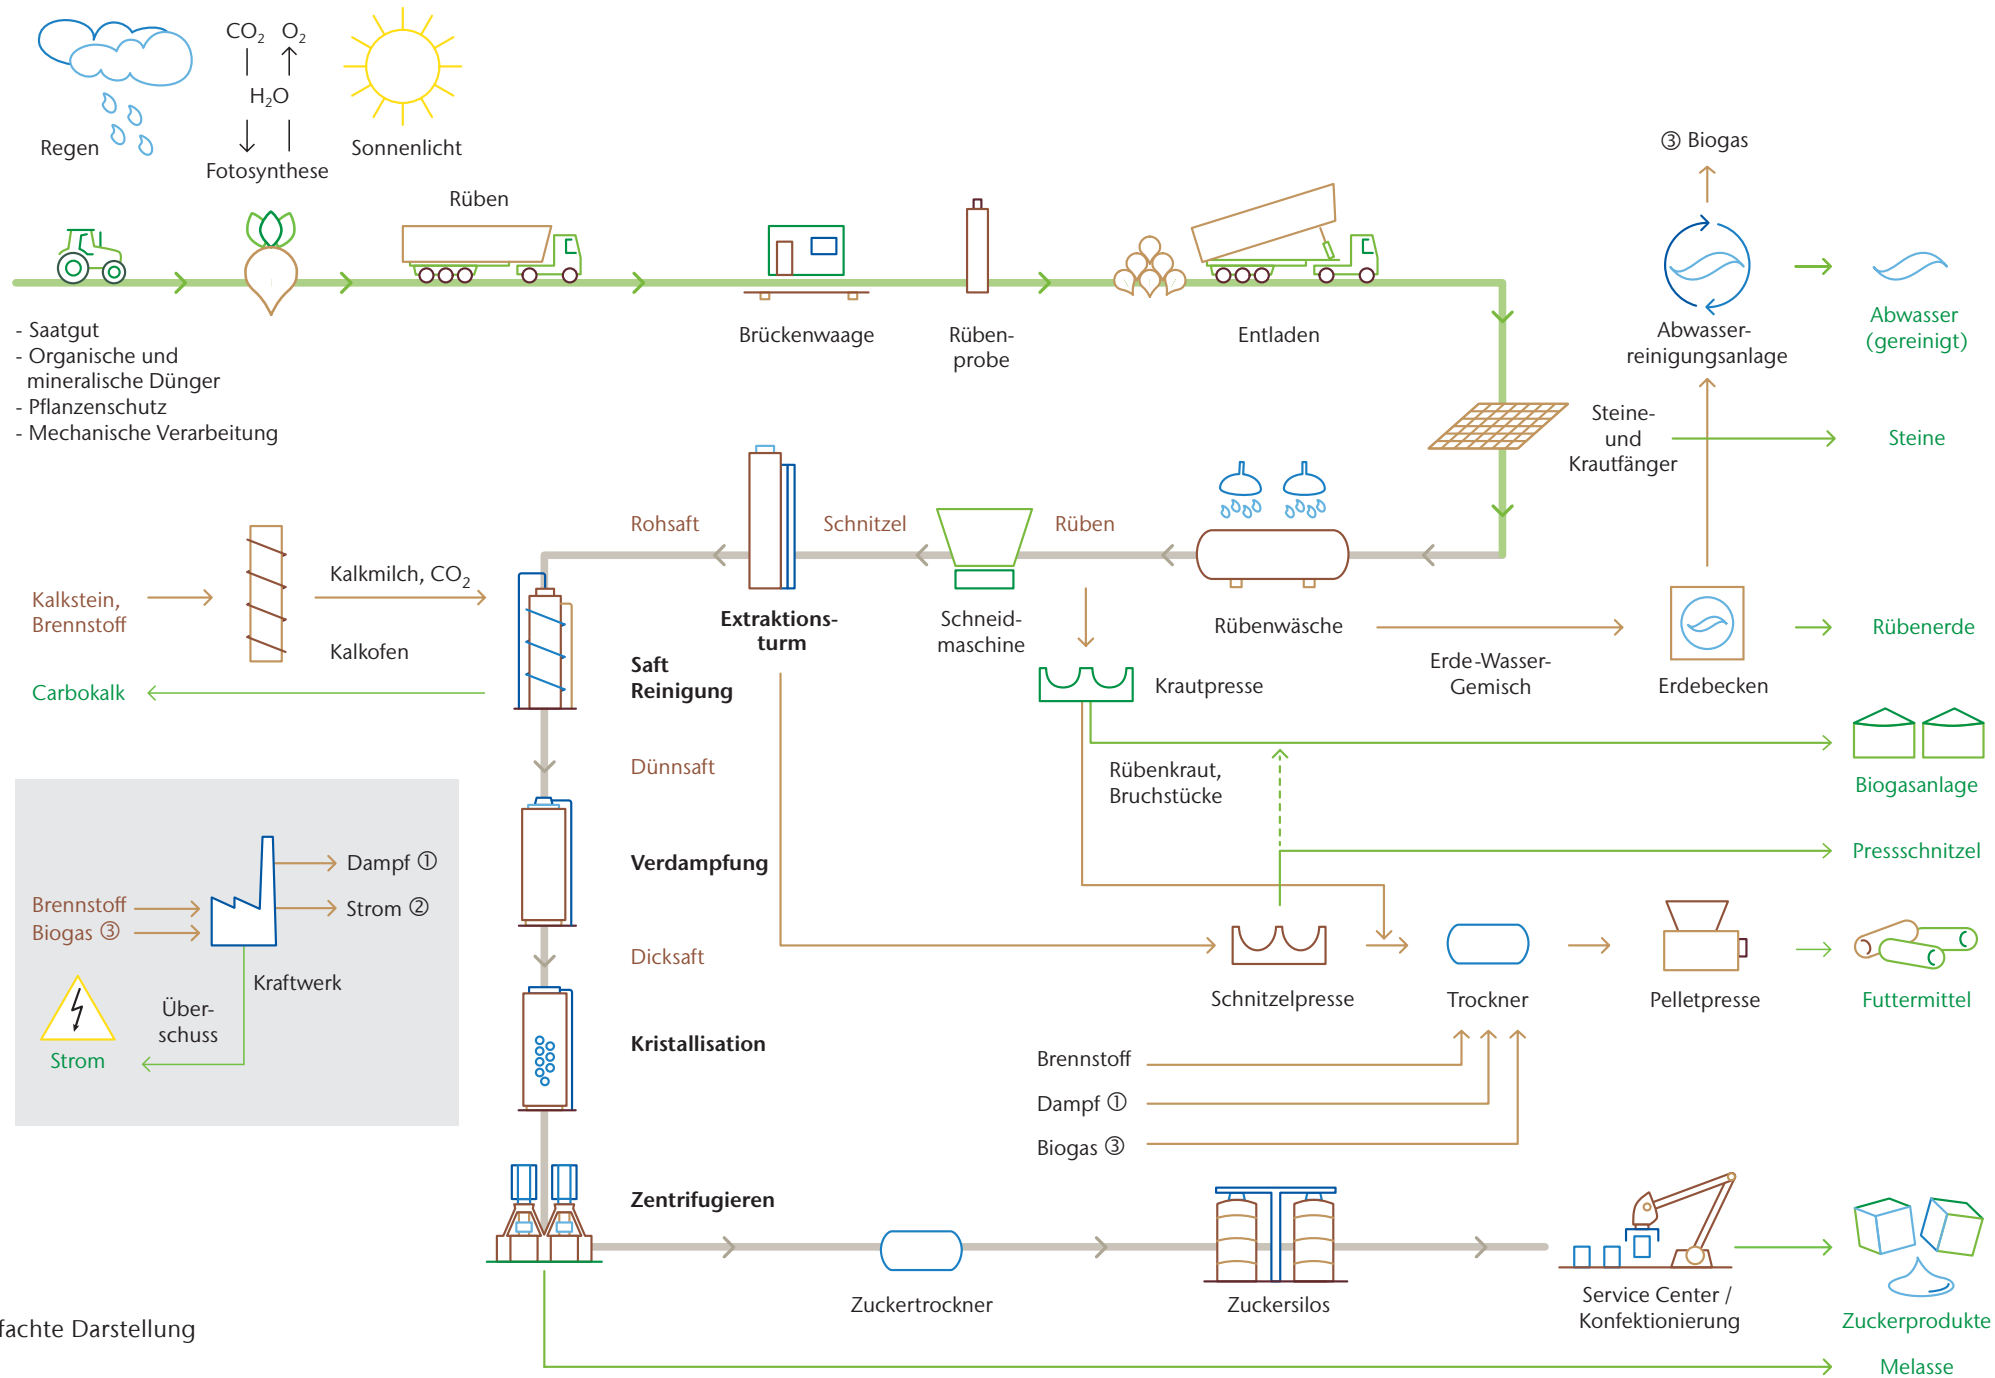 CO₂ O₂
H₂O
Regen
Fotosynthese
Sonnenlicht
Rüben
③ Biogas
- Saatgut
- Organische und
mineralische Dünger
- Pflanzenschutz
- Mechanische Verarbeitung
Brückenwaage
Rüben-
probe
Entladen
Abwasser-
reinigungsanlage
Abwasser
(gereinigt)
Steine-
und
Krautfänger
Steine
Rohsaft
Schnitzel
Rüben
Kalkstein,
Brennstoff
Kalkmilch, CO₂
Kalkofen
Carbokalk
Extraktions-
turm
Schneid-
maschine
Rübenwäsche
Erde-Wasser-
Gemisch
Erdebecken
Rübenerde
Saft
Reinigung
Krautpresse
Dünnsaft
Rübenkraut,
Bruchstücke
Biogasanlage
Verdampfung
Pressschnitzel
Dampf ①
Brennstoff
Biogas ③
Strom ②
Kraftwerk
Über-
schuss
Strom
Dicksaft
Schnitzelpresse
Trockner
Pelletpresse
Futtermittel
Kristallisation
Brennstoff
Dampf ①
Biogas ③
Zentrifugieren
Zuckertrockner
Zuckersilos
Service Center /
Konfektionierung
Zuckerprodukte
fachte Darstellung
Melasse